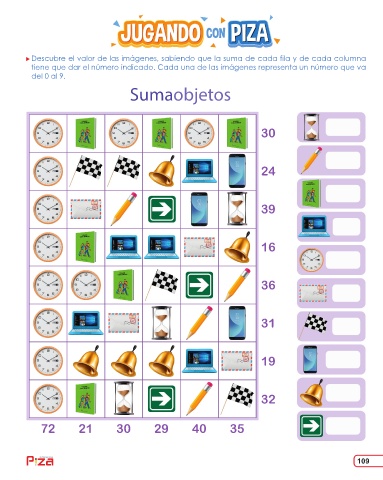 JUGANDO CON PIZA
Descubre el valor de las imágenes, sabiendo que la suma de cada fila y de cada columna
tiene que dar el número indicado. Cada una de las imágenes representa un número que va
del 0 al 9.
Sumaobjetos
30
24
39
16
36
31
19
32
72 21 30 29 40 35
Piza
109